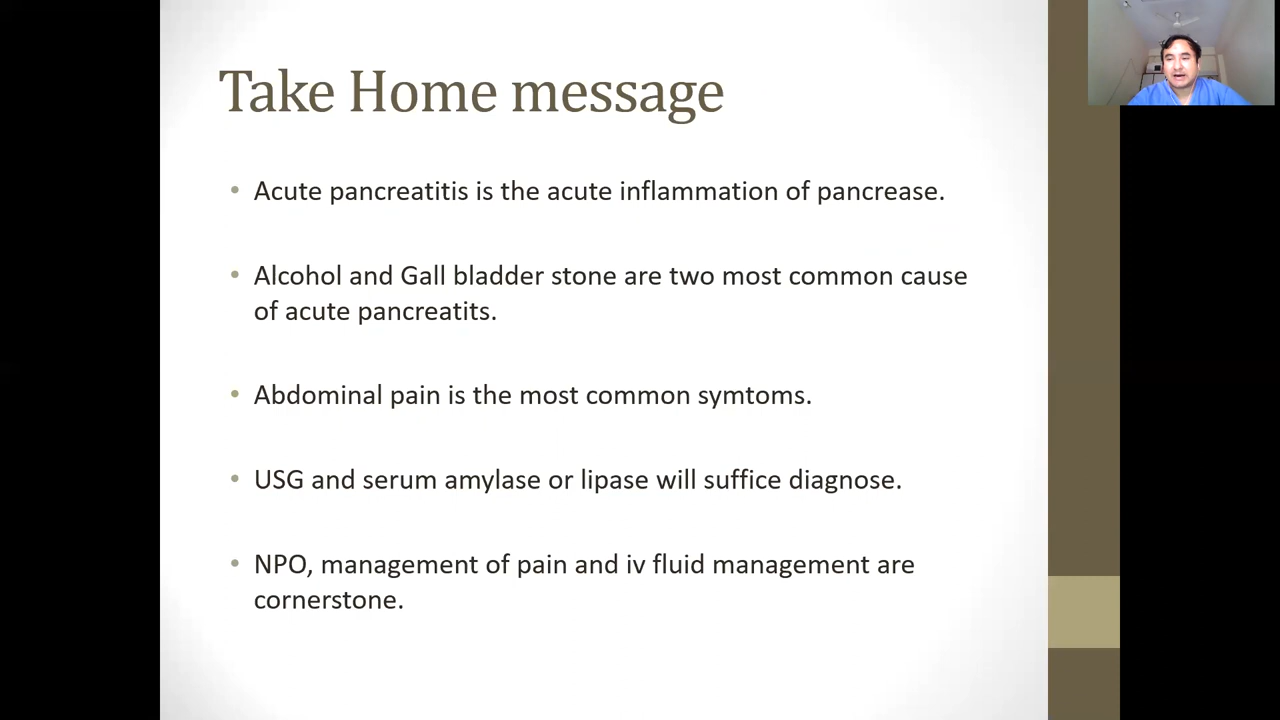 Take Home message
• Acute pancreatitis is the acute inflammation of pancrease.
• Alcohol and Gall bladder stone are two most common cause
of acute pancreatits.
• Abdominal pain is the most common symtoms.
• USG and serum amylase or lipase will suffice diagnose.
• NPO, management of pain and iv fluid management are
cornerstone.